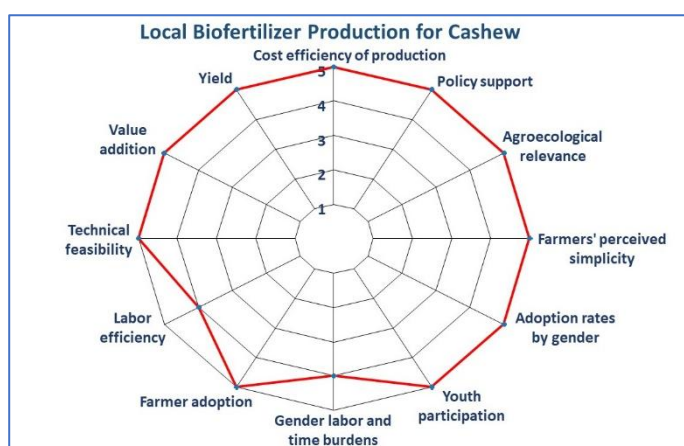 Local Biofertilizer Production for Cashew
Cost efficiency of production
Policy support
Agroecological
relevance
Farmers' perceived
simplicity
Adoption rates
by gender
Youth
participation
Gender labor and
time burdens
Farmer adoption
Labor
efficiency
Technical
feasibility
Value
addition
Yield
5
4
3
2
1